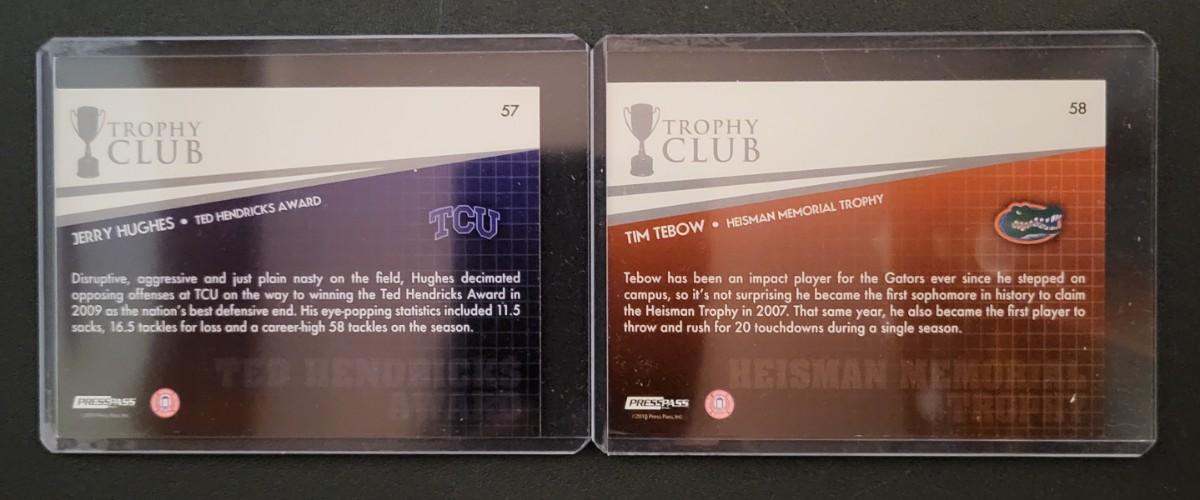 57
TROPHY
CLUB
JERRY HUGHES • TED HENDRICKS AWARD
TCU
Disruptive, aggressive and just plain nasty on the field, Hughes decimated
opposing offenses at TCU on the way to winning the Ted Hendricks Award in
2009 as the nation's best defensive end. His eye-popping statistics included 11.5
sacks, 16.5 tackles for loss and a career-high 58 tackles on the season.
TED HENDRICKS
PRESSPASS
©2010 Press Pass, Inc.
58
TROPHY
CLUB
TIM TEBOW • HEISMAN MEMORIAL TROPHY
Tebow has been an impact player for the Gators ever since he stepped on
campus, so it's not surprising he became the first sophomore in history to claim
the Heisman Trophy in 2007. That same year, he also became the first player to
throw and rush for 20 touchdowns during a single season.
HEISMAN MEMORIAL
TROPHY
PRESSPASS
©2010 Press Pass, Inc.